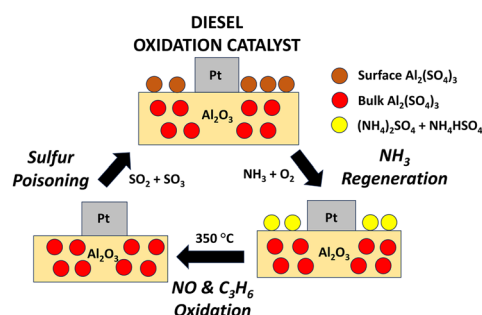 DIESEL
OXIDATION CATALYST
Pt
Al₂O₃
Surface Al₂(SO₄)₃
Bulk Al₂(SO₄)₃
(NH₄)₂SO₄ + NH₄HSO₄
Sulfur
Poisoning
SO₂ + SO₃
NH₃ + O₂
NH₃
Regeneration
Pt
Al₂O₃
350 °C
NO & C₃H₆
Oxidation
Pt
Al₂O₃